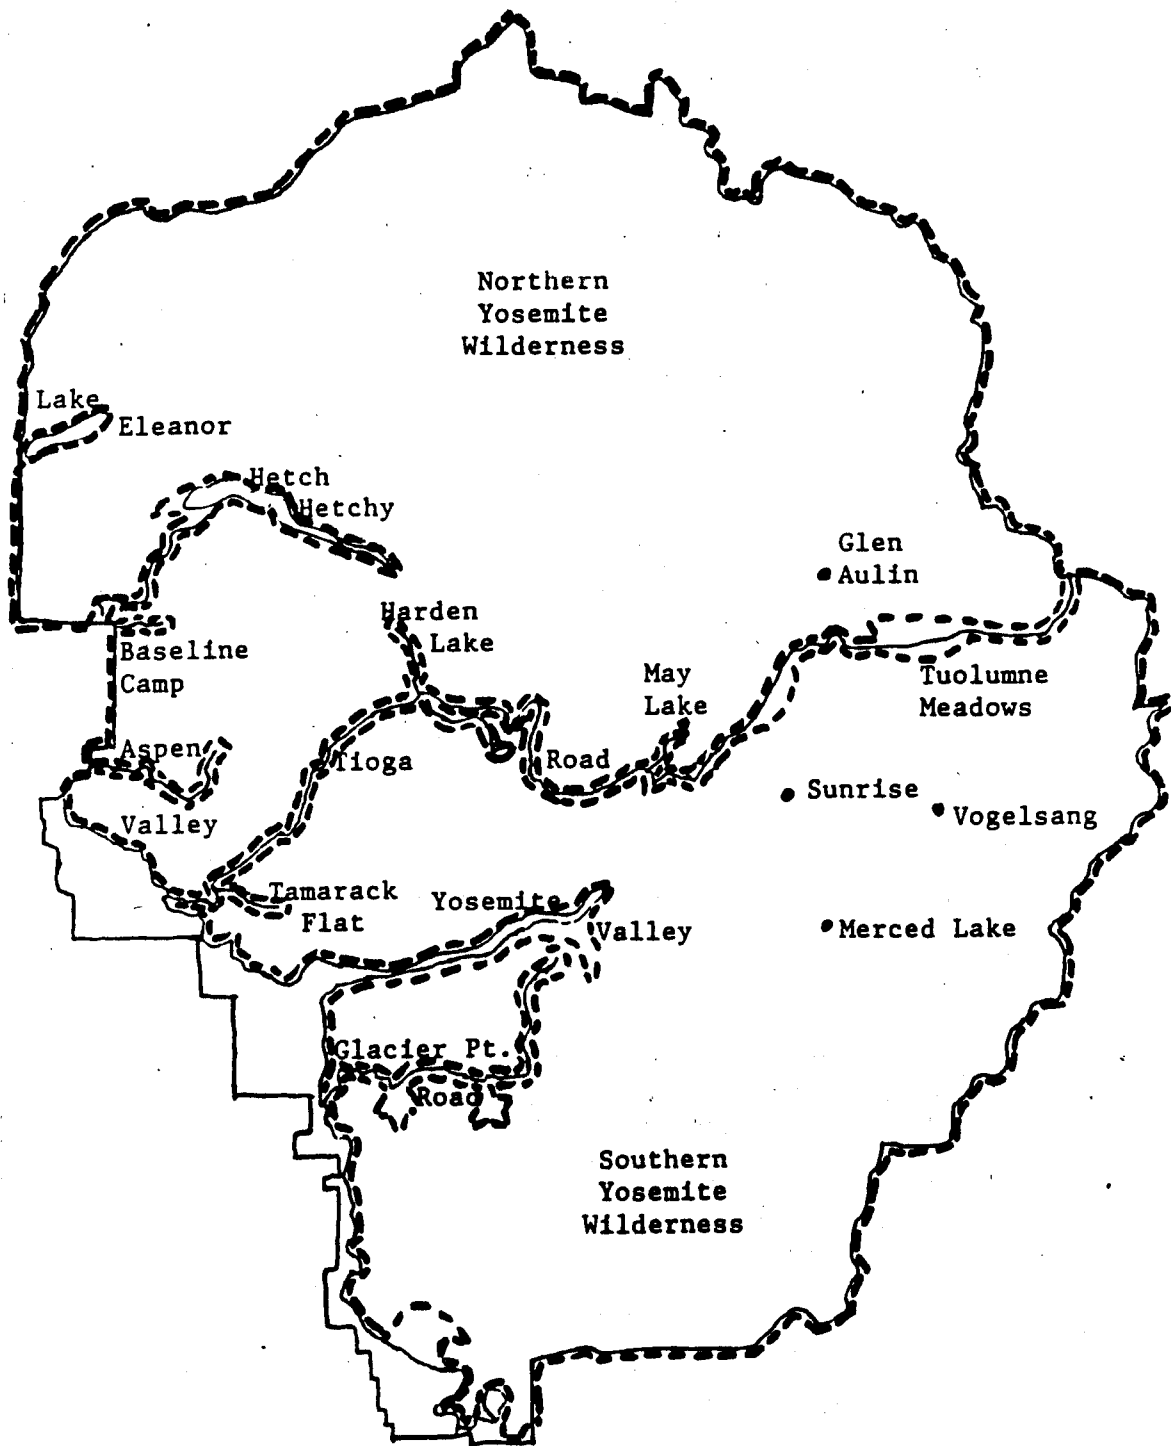 Northern
Yosemite
Wilderness
Lake
Eleanor
Hetch
Hetchy
Glen
Aulin
Harden
Lake
Baseline
Camp
May
Lake
Tuolumne
Meadows
Aspen
Valley
Tioga
Road
Sunrise
Vogelsang
Tamarack
Flat
Yosemite
Valley
Merced Lake
Glacier Pt.
Road
Southern
Yosemite
Wilderness